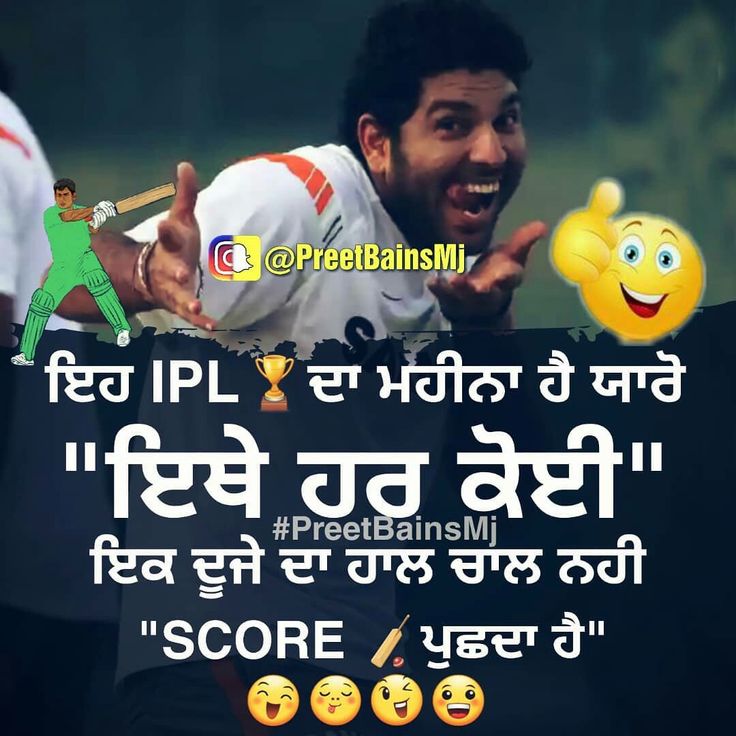 @PreetBainsMj
ਇਹ IPL🏆ਦਾ ਮਹੀਨਾ ਹੈ ਯਾਰੋ
"ਇਥੇ ਹਰ ਕੋਈ"
#PreetBainsMj
ਇਕ ਦੂਜੇ ਦਾ ਹਾਲ ਚਾਲ ਨਹੀ
"SCORE 🏏ਪੁਛਦਾ ਹੈ"